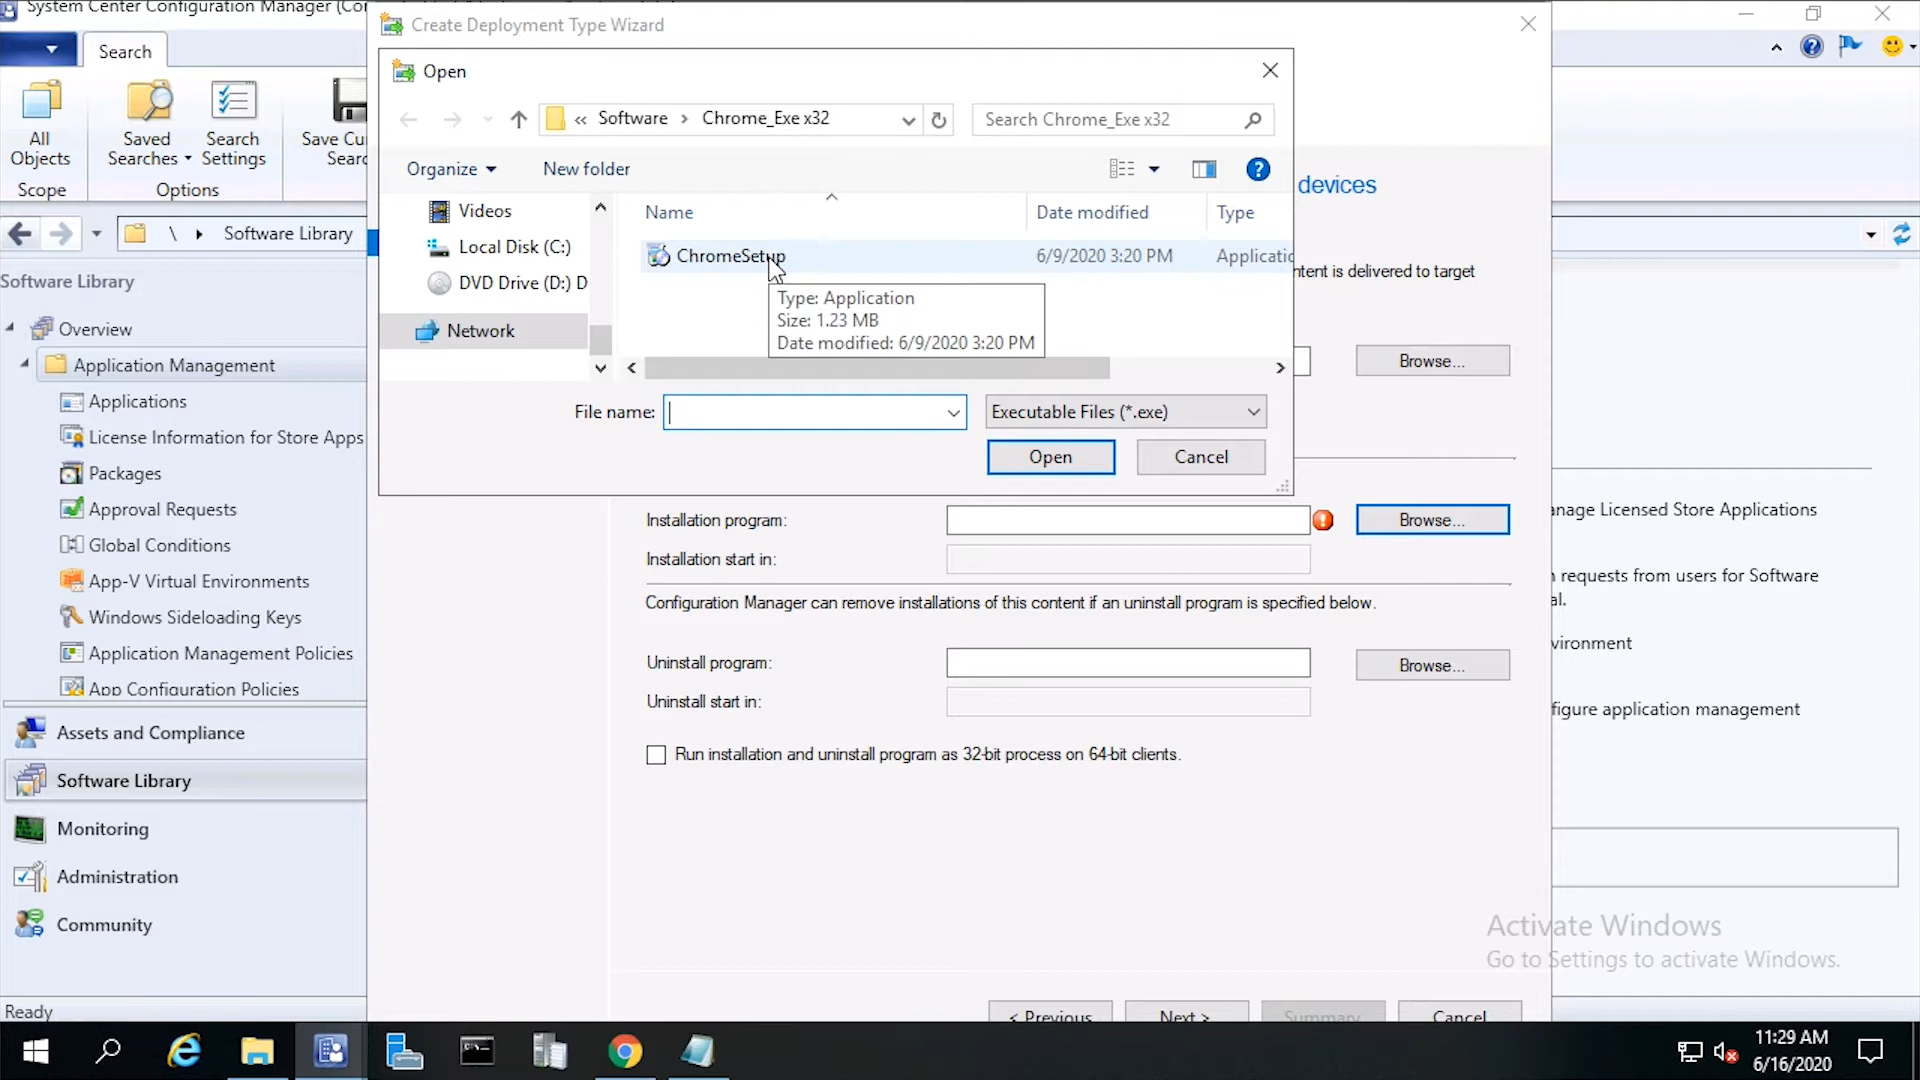 System Center Configuration Manager (Co
Search
All Objects
Saved Searches
Search Settings
Save Cu
Sear
Scope
Options
\ Software Library
Software Library
Overview
Application Management
Applications
License Information for Store Apps
Packages
Approval Requests
Global Conditions
App-V Virtual Environments
Windows Sideloading Keys
Application Management Policies
App Configuration Policies
Assets and Compliance
Software Library
Monitoring
Administration
Community
Ready
Create Deployment Type Wizard
Open
« Software > Chrome_Exe x32
Search Chrome_Exe x32
Organize
New folder
Videos
Local Disk (C:)
DVD Drive (D:) D
Network
Name
Date modified
Type
ChromeSetup
6/9/2020 3:20 PM
Applicatio
Type: Application
Size: 1.23 MB
Date modified: 6/9/2020 3:20 PM
File name:
Executable Files (*.exe)
Open
Cancel
devices
ntent is delivered to target
Browse...
Installation program:
Browse...
Installation start in:
Configuration Manager can remove installations of this content if an uninstall program is specified below.
Uninstall program:
Browse...
Uninstall start in:
Run installation and uninstall program as 32-bit process on 64-bit clients.
< Previous
Next >
Summary
Cancel
anage Licensed Store Applications
requests from users for Software
al.
vironment
figure application management
Activate Windows
Go to Settings to activate Windows.
11:29 AM
6/16/2020